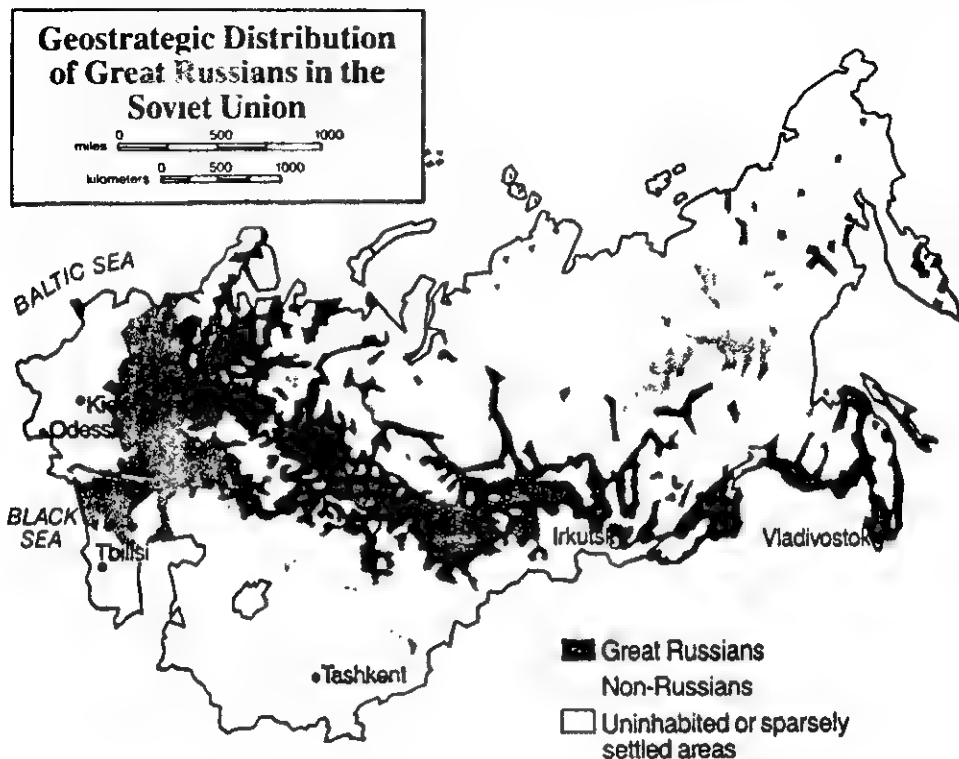 Geostrategic Distribution
of Great Russians in the
Soviet Union
0 500 1000
miles
0 500 1000
kilometers
BALTIC SEA
Odess
BLACK
SEA
Tbilisi
Irkutsk
Vladivostok
Tashkent
Great Russians
Non-Russians
Uninhabited or sparsely
settled areas